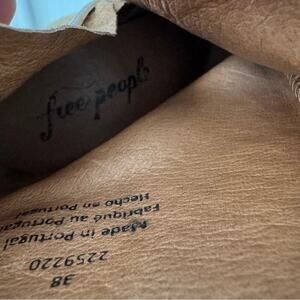 free people
38
22592220
Made in Portugal
Fabriqué au Portugal
Hecho en Portugal